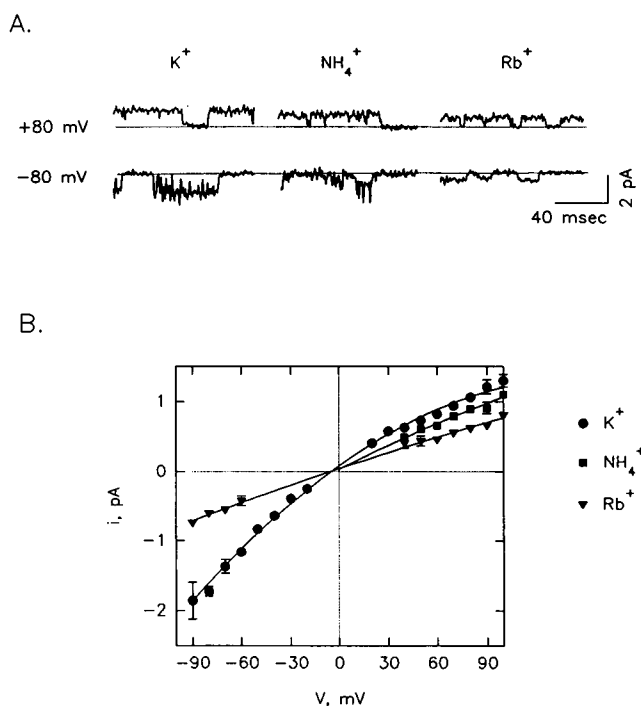 A.
K+ NH4+ Rb+
+80 mV
−80 mV
2 pA
40 msec
B.
1
0
−1
−2
i, pA
−90 −60 −30 0 30 60 90
V, mV
K+
NH4+
Rb+